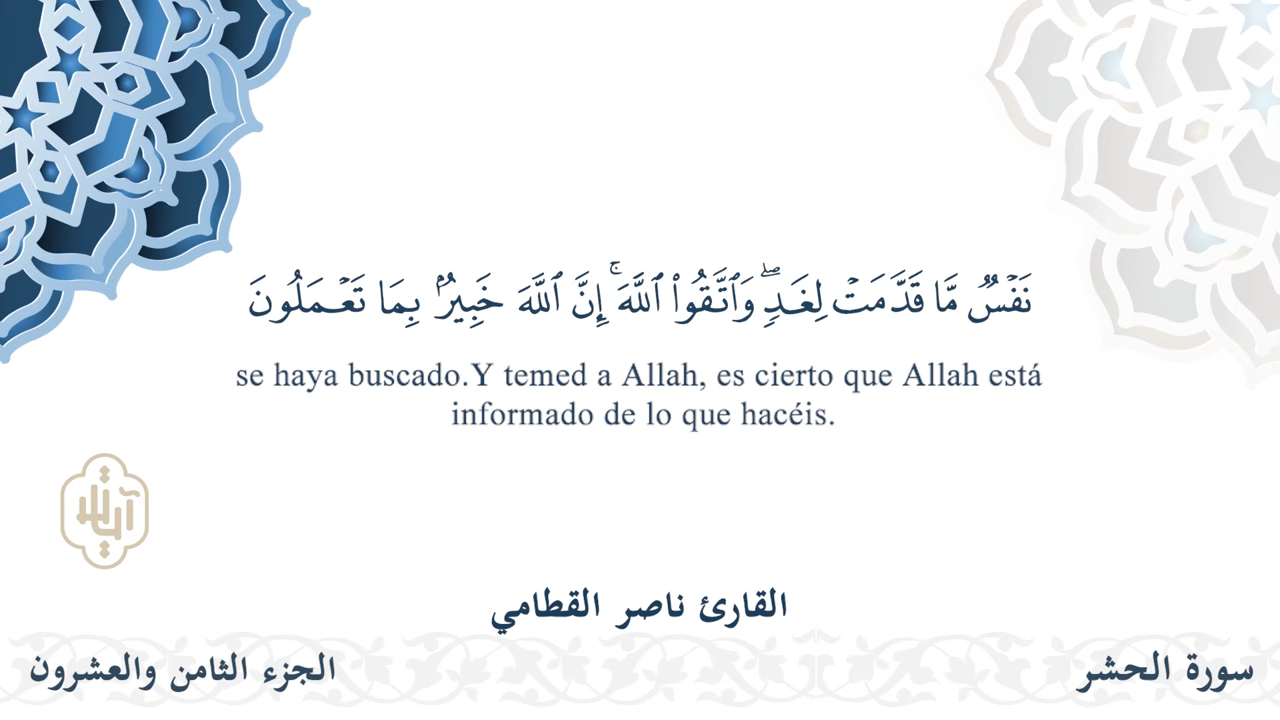 نَفْسٌ مَّا قَدَّمَتْ لِغَدٍۖ وَٱتَّقُوا۟ ٱللَّهَۚ إِنَّ ٱللَّهَ خَبِيرٌۢ بِمَا تَعْمَلُونَ
se haya buscado.Y temed a Allah, es cierto que Allah está
informado de lo que hacéis.
آيات
القارئ ناصر القطامي
سورة الحشر
الجزء الثامن والعشرون